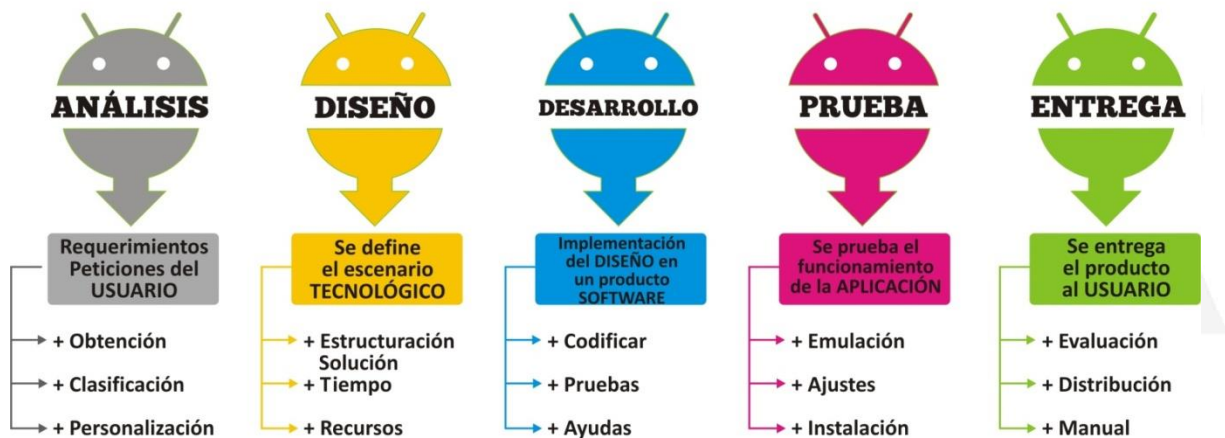 ANÁLISIS
Requerimientos
Peticiones del
USUARIO
+ Obtención
+ Clasificación
+ Personalización
DISEÑO
Se define
el escenario
TECNOLÓGICO
+ Estructuración
Solución
+ Tiempo
+ Recursos
DESARROLLO
Implementación
del DISEÑO en
un producto
SOFTWARE
+ Codificar
+ Pruebas
+ Ayudas
PRUEBA
Se prueba el
funcionamiento
de la APLICACIÓN
+ Emulación
+ Ajustes
+ Instalación
ENTREGA
Se entrega
el producto
al USUARIO
+ Evaluación
+ Distribución
+ Manual